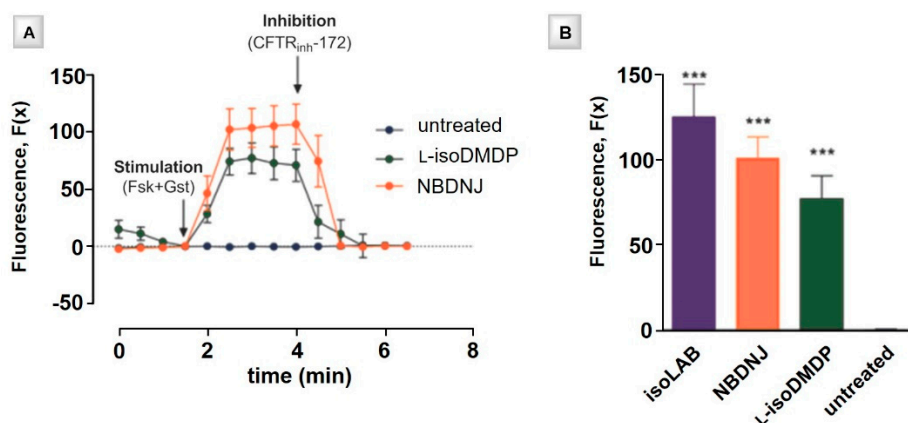 A
Inhibition
(CFTRinh-172)
Fluorescence, F(x)
150
100
50
0
-50
Stimulation
(Fsk+Gst)
untreated
L-isoDMDP
NBDNJ
0
2
4
6
8
time (min)
B
Fluorescence, F(x)
150
100
50
0
***
***
***
isoLAB
NBDNJ
L-isoDMDP
untreated